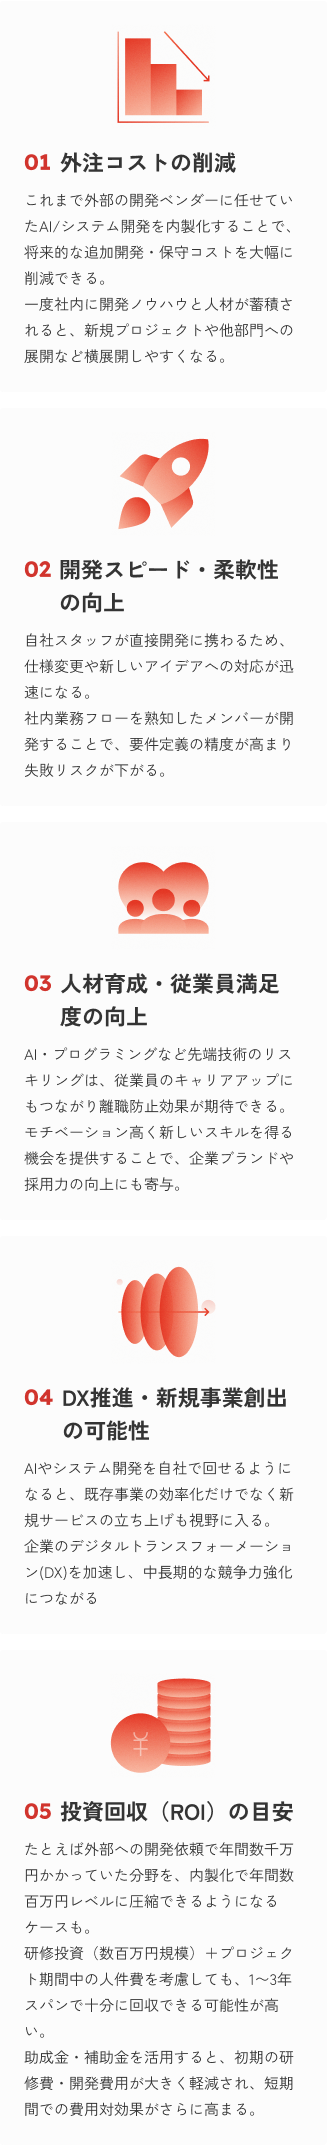 01 外注コストの削減
これまで外部の開発ベンダーに任せてい
たAI/システム開発を内製化することで、
将来的な追加開発・保守コストを大幅に
削減できる。
一度社内に開発ノウハウと人材が蓄積さ
れると、新規プロジェクトや他部門への
展開など横展開しやすくなる。
02 開発スピード・柔軟性
の向上
自社スタッフが直接開発に携わるため、
仕様変更や新しいアイデアへの対応が迅
速になる。
社内業務フローを熟知したメンバーが開
発することで、要件定義の精度が高まり
失敗リスクが下がる。
03 人材育成・従業員満足
度の向上
AI・プログラミングなど先端技術のリス
キリングは、従業員のキャリアアップに
もつながり離職防止効果が期待できる。
モチベーション高く新しいスキルを得る
機会を提供することで、企業ブランドや
採用力の向上にも寄与。
04 DX推進・新規事業創出
の可能性
AIやシステム開発を自社で回せるように
なると、既存事業の効率化だけでなく新
規サービスの立ち上げも視野に入る。
企業のデジタルトランスフォーメーショ
ン(DX)を加速し、中長期的な競争力強化
につながる
¥
05 投資回収（ROI）の目安
たとえば外部への開発依頼で年間数千万
円かかっていた分野を、内製化で年間数
百万円レベルに圧縮できるようになる
ケースも。
研修投資（数百万円規模）＋プロジェク
ト期間中の人件費を考慮しても、1〜3年
スパンで十分に回収できる可能性が高
い。
助成金・補助金を活用すると、初期の研
修費・開発費用が大きく軽減され、短期
間での費用対効果がさらに高まる。